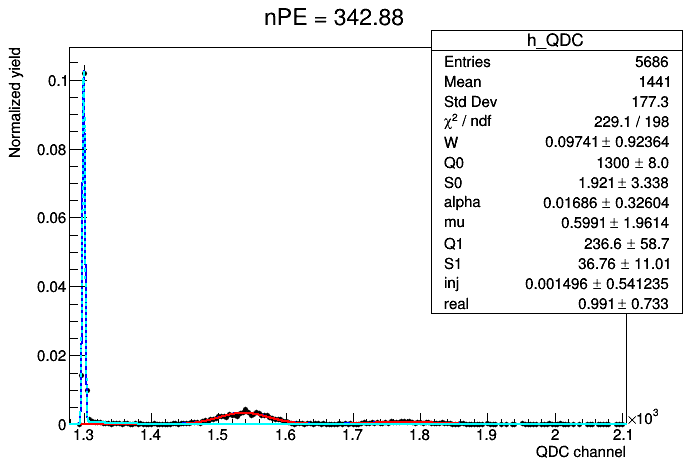 nPE = 342.88
Normalized yield
h_QDC
Entries 5686
Mean 1441
Std Dev 177.3
χ² / ndf 229.1 / 198
W 0.09741 ± 0.92364
Q0 1300 ± 8.0
S0 1.921 ± 3.338
alpha 0.01686 ± 0.32604
mu 0.5991 ± 1.9614
Q1 236.6 ± 58.7
S1 36.76 ± 11.01
inj 0.001496 ± 0.541235
real 0.991 ± 0.733
0.1
0.08
0.06
0.04
0.02
0
1.3 1.4 1.5 1.6 1.7 1.8 1.9 2 2.1
×10³
QDC channel